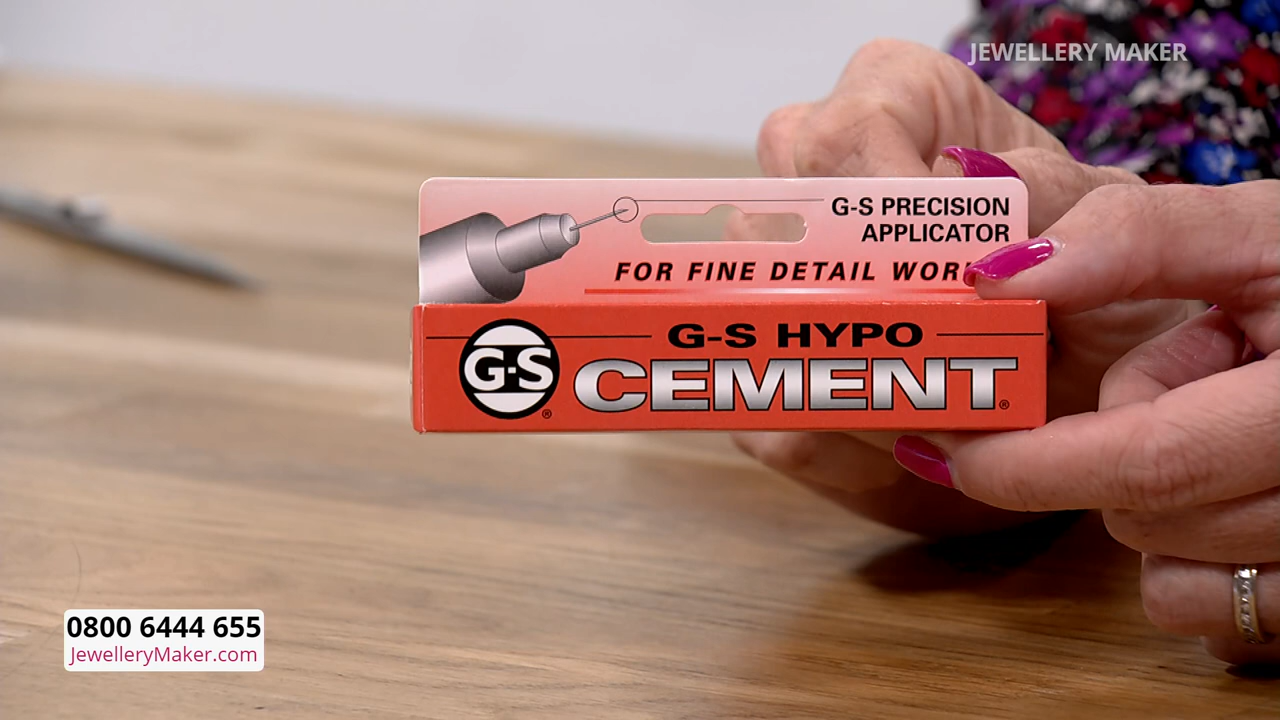 JEWELLERY MAKER
G-S PRECISION
APPLICATOR
FOR FINE DETAIL WOR
G-S HYPO
G-S
CEMENT
®
®
0800 6444 655
JewelleryMaker.com